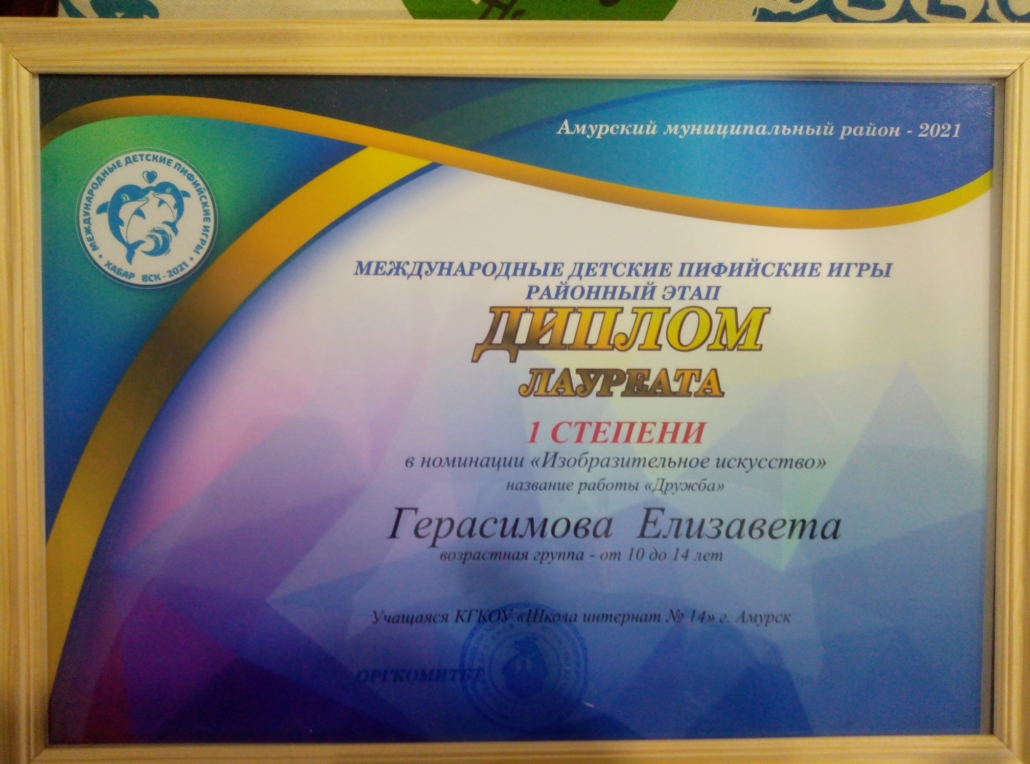 Амурский муниципальный район - 2021
МЕЖДУНАРОДНЫЕ ДЕТСКИЕ ПИФИЙСКИЕ ИГРЫ
ХАБАР ВСК - 2021
МЕЖДУНАРОДНЫЕ ДЕТСКИЕ ПИФИЙСКИЕ ИГРЫ
РАЙОННЫЙ ЭТАП
ДИПЛОМ
ЛАУРЕАТА
1 СТЕПЕНИ
в номинации «Изобразительное искусство»
название работы «Дружба»
Герасимова Елизавета
возрастная группа - от 10 до 14 лет
Учащаяся КГКОУ «Школа интернат № 14» г. Амурск
ОРГКОМИТЕТ